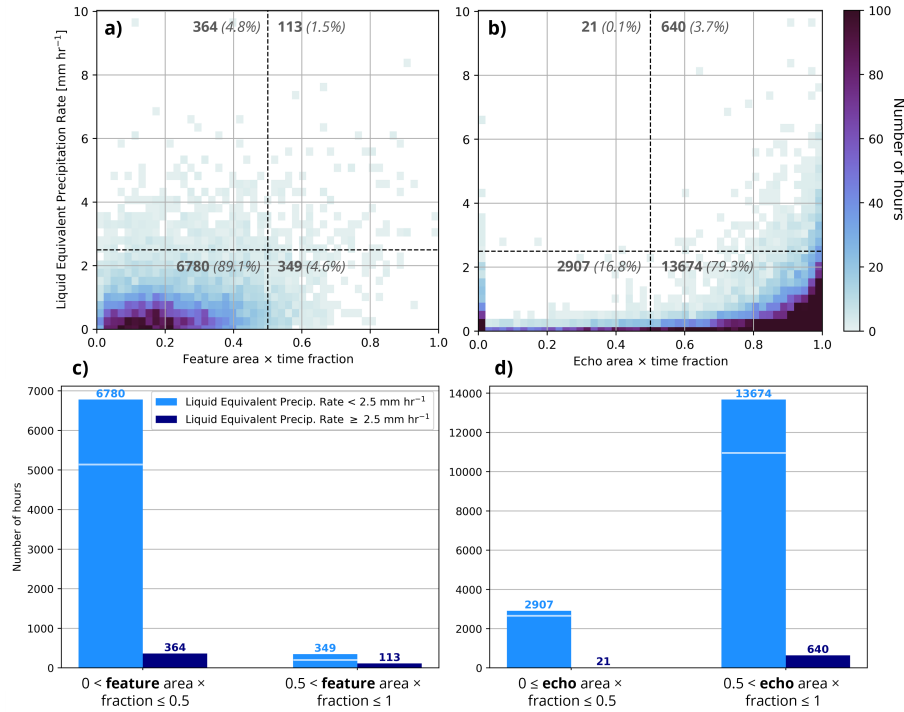 a)
364 (4.8%)
113 (1.5%)
6780 (89.1%)
349 (4.6%)
Liquid Equivalent Precipitation Rate [mm hr⁻¹]
10
8
6
4
2
0
0.0 0.2 0.4 0.6 0.8 1.0
Feature area × time fraction
b)
21 (0.1%)
640 (3.7%)
2907 (16.8%)
13674 (79.3%)
10
8
6
4
2
0
0.0 0.2 0.4 0.6 0.8 1.0
Echo area × time fraction
100
80
60
40
20
0
Number of hours
c)
Liquid Equivalent Precip. Rate < 2.5 mm hr⁻¹
Liquid Equivalent Precip. Rate ≥ 2.5 mm hr⁻¹
Number of hours
7000
6000
5000
4000
3000
2000
1000
0
6780
364
349
113
0 < feature area ×
fraction ≤ 0.5
0.5 < feature area ×
fraction ≤ 1
d)
14000
12000
10000
8000
6000
4000
2000
0
2907
21
13674
640
0 ≤ echo area ×
fraction ≤ 0.5
0.5 < echo area ×
fraction ≤ 1